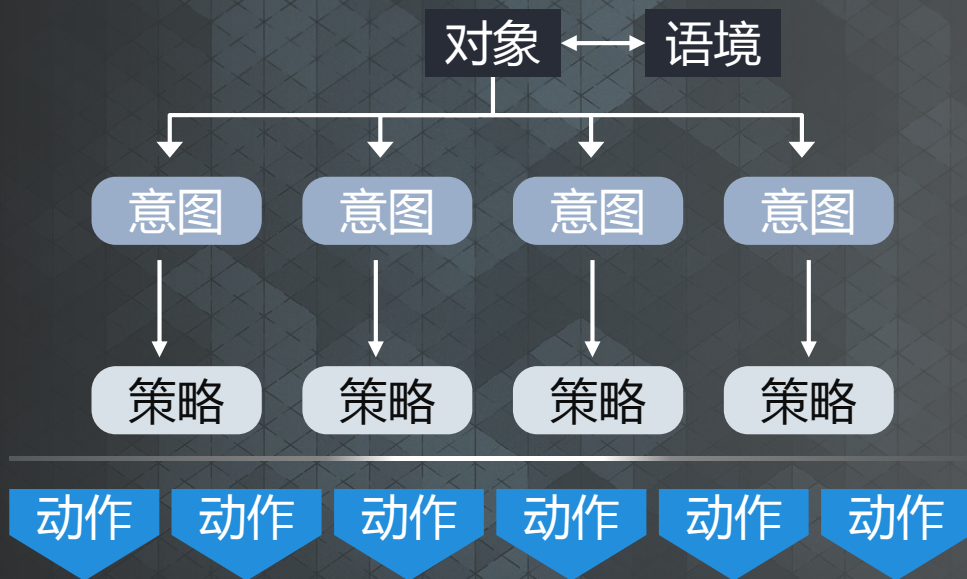 对象 语境
意图 意图 意图 意图
策略 策略 策略 策略
动作 动作 动作 动作 动作 动作